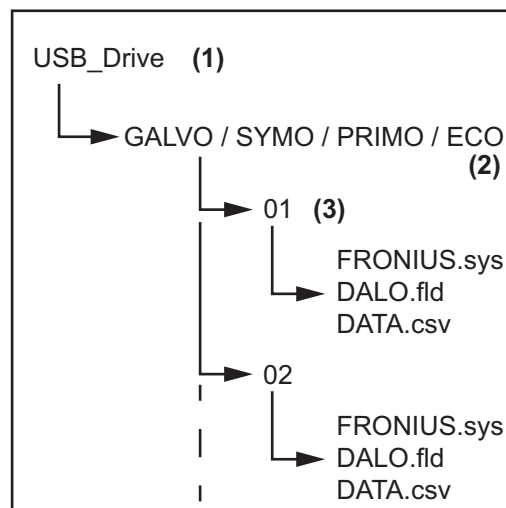 USB_Drive (1)
GALVO / SYMO / PRIMO / ECO
(2)
01 (3)
FRONIUS.sys
DALO.fld
DATA.csv
02
FRONIUS.sys
DALO.fld
DATA.csv